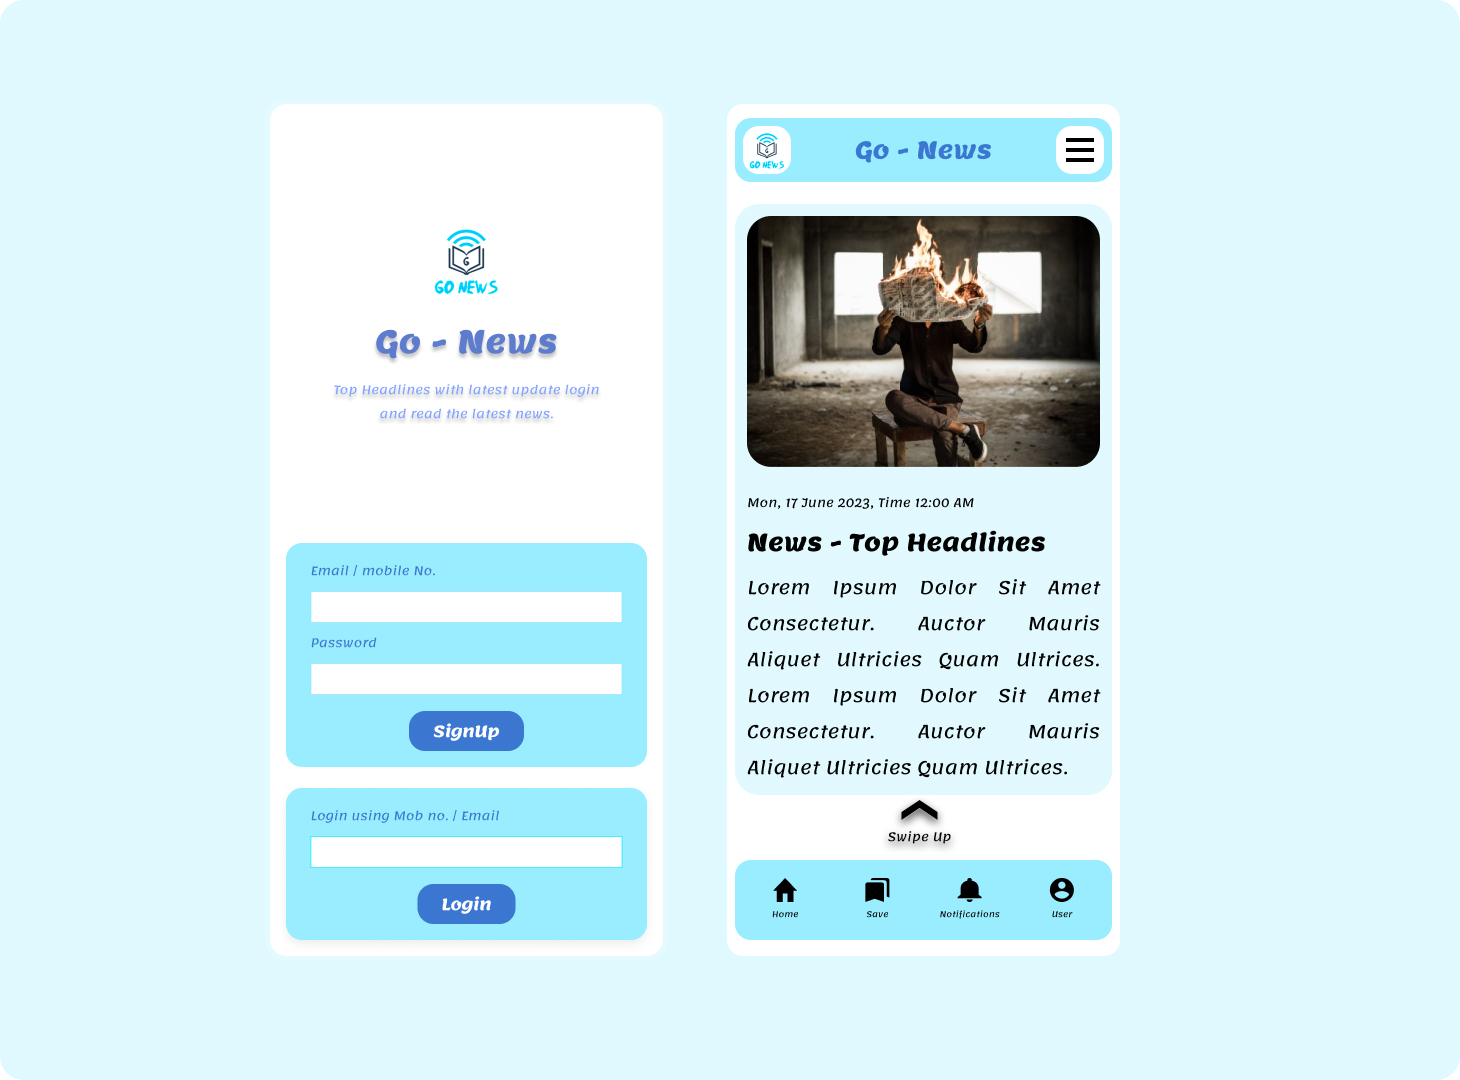 G
GO NEWS
Go - News
Top Headlines with latest update login
and read the latest news.
Email / mobile No.
Password
SignUp
Login using Mob no. / Email
Login
G
GO NEWS
Go - News
Mon, 17 June 2023, Time 12:00 AM
News - Top Headlines
Lorem Ipsum Dolor Sit Amet
Consectetur. Auctor Mauris
Aliquet Ultricies Quam Ultrices.
Lorem Ipsum Dolor Sit Amet
Consectetur. Auctor Mauris
Aliquet Ultricies Quam Ultrices.
Swipe Up
Home Save Notifications User